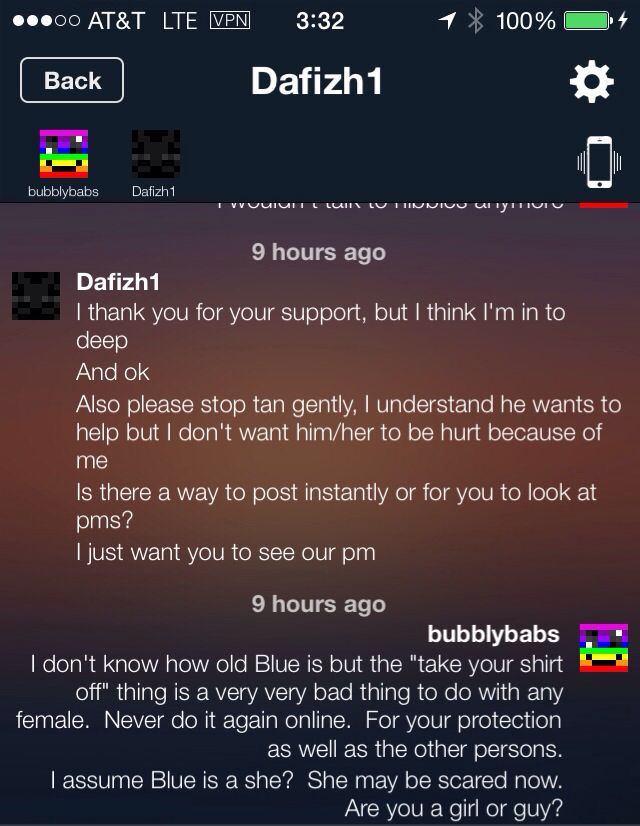 AT&T LTE VPN 3:32 100%
Back
Dafizh1
bubblybabs Dafizh1
I wouldn't talk to nibbles anymore
9 hours ago
Dafizh1
I thank you for your support, but I think I'm in to
deep
And ok
Also please stop tan gently, I understand he wants to
help but I don't want him/her to be hurt because of
me
Is there a way to post instantly or for you to look at
pms?
I just want you to see our pm
9 hours ago
bubblybabs
I don't know how old Blue is but the "take your shirt
off" thing is a very very bad thing to do with any
female.  Never do it again online.  For your protection
as well as the other persons.
I assume Blue is a she?  She may be scared now.
Are you a girl or guy?